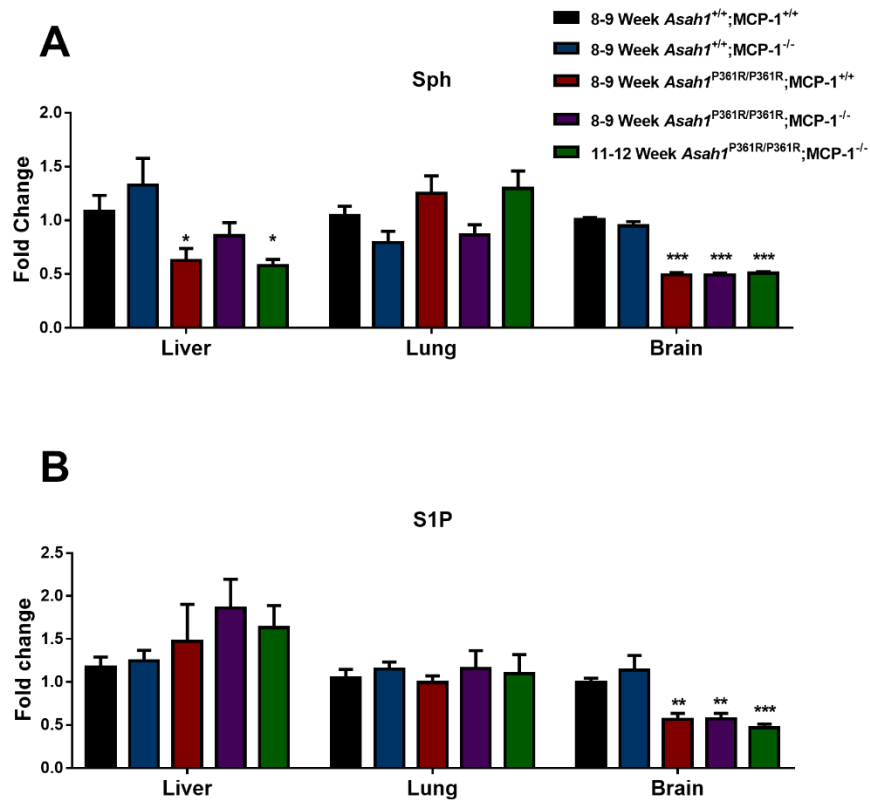 A
8-9 Week Asah1+/+;MCP-1+/+
8-9 Week Asah1+/+;MCP-1-/-
8-9 Week Asah1P361R/P361R;MCP-1+/+
8-9 Week Asah1P361R/P361R;MCP-1-/-
11-12 Week Asah1P361R/P361R;MCP-1-/-
Sph
Fold Change
2.0
1.5
1.0
0.5
0.0
* * *** *** ***
Liver Lung Brain
B
S1P
Fold change
2.5
2.0
1.5
1.0
0.5
0.0
** ** ***
Liver Lung Brain